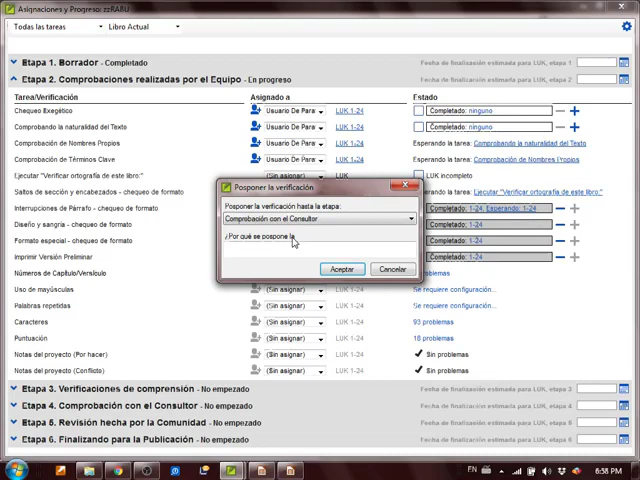 Asignaciones y Progreso: zzRABU
Todas las tareas Libro Actual
Etapa 1. Borrador - Completado Fecha de finalización estimada para LUK, etapa 1
Etapa 2. Comprobaciones realizadas por el Equipo - En progreso Fecha de finalización estimada para LUK, etapa 2
Tarea/Verificación Asignado a Estado
Chequeo Exegético Usuario De Para LUK 1-24 Completado: ninguno
Comprobando la naturalidad del Texto Usuario De Para LUK 1-24 Completado: ninguno
Comprobación de Nombres Propios Usuario De Para LUK 1-24 Esperando la tarea: Comprobando la naturalidad del Texto
Comprobación de Términos Clave Usuario De Para LUK 1-24 Esperando la tarea: Comprobación de Nombres Propios
Ejecutar "Verificar ortografía de este libro:" (Sin asignar) LUK 1-24 LUK incompleto
Saltos de sección y encabezados - chequeo de formato Esperando la tarea: Ejecutar "Verificar ortografía de este libro:"
Interrupciones de Párrafo - chequeo de formato Completado: 1-24, Esperando: 1-24
Diseño y sangría - chequeo de formato Completado: 1-24
Formato especial - chequeo de formato Completado: 1-24
Imprimir Versión Preliminar Completado: 1-24
Posponer la verificación
Posponer la verificación hasta la etapa:
Comprobación con el Consultor
¿Por qué se pospone la
Aceptar Cancelar
Números de Capítulo/Versículo problemas
Uso de mayúsculas (Sin asignar) LUK 1-24 Se requiere configuración...
Palabras repetidas (Sin asignar) LUK 1-24 Se requiere configuración...
Caracteres (Sin asignar) LUK 1-24 93 problemas
Puntuación (Sin asignar) LUK 1-24 18 problemas
Notas del proyecto (Por hacer) (Sin asignar) LUK 1-24 Sin problemas
Notas del proyecto (Conflicto) (Sin asignar) LUK 1-24 Sin problemas
Etapa 3. Verificaciones de comprensión - No empezado Fecha de finalización estimada para LUK, etapa 3
Etapa 4. Comprobación con el Consultor - No empezado Fecha de finalización estimada para LUK, etapa 4
Etapa 5. Revisión hecha por la Comunidad - No empezado Fecha de finalización estimada para LUK, etapa 5
Etapa 6. Finalizando para la Publicación - No empezado Fecha de finalización estimada para LUK, etapa 6
EN 6:38 PM